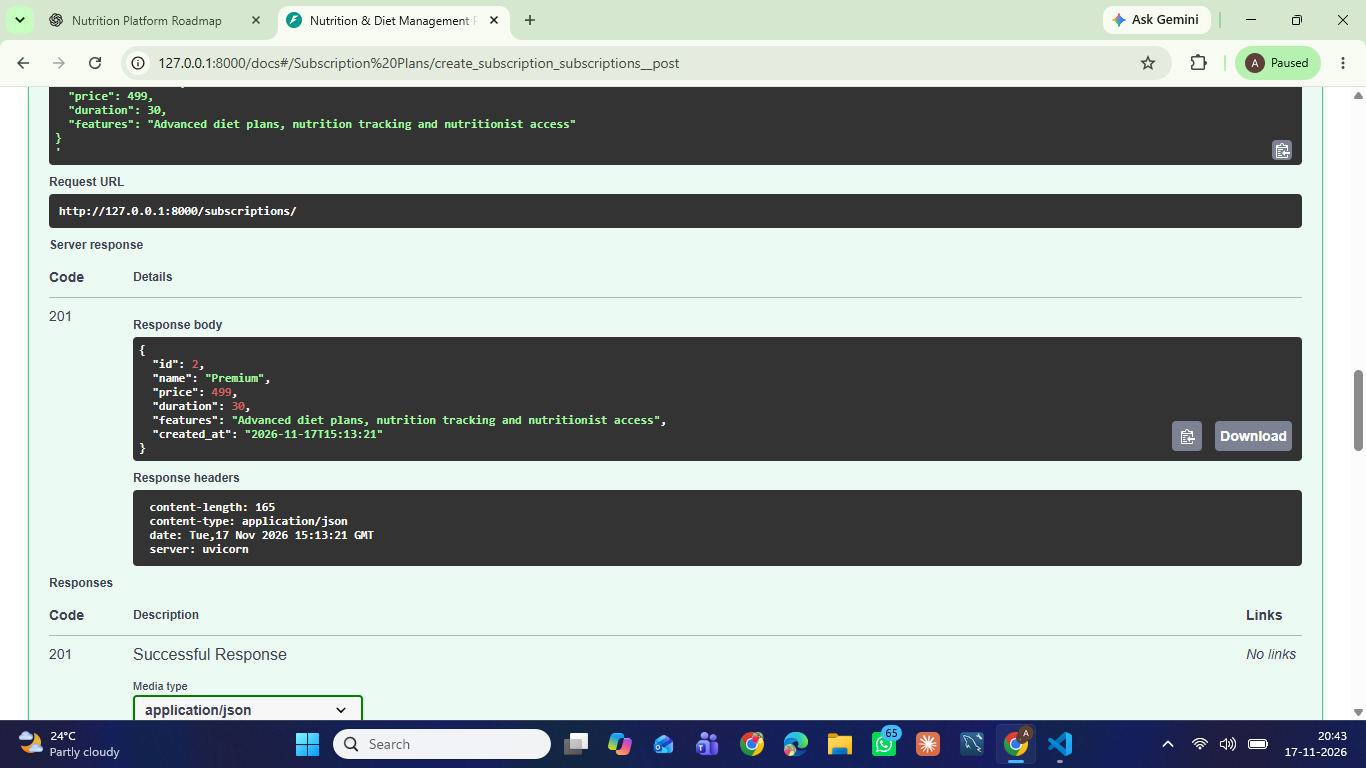 Nutrition Platform Roadmap
Nutrition & Diet Management P
Ask Gemini
127.0.0.1:8000/docs#/Subscription%20Plans/create_subscription_subscriptions__post
A
Paused
"price": 499,
"duration": 30,
"features": "Advanced diet plans, nutrition tracking and nutritionist access"
}
'
Request URL
http://127.0.0.1:8000/subscriptions/
Server response
Code Details
201
Response body
{
"id": 2,
"name": "Premium",
"price": 499,
"duration": 30,
"features": "Advanced diet plans, nutrition tracking and nutritionist access",
"created_at": "2026-11-17T15:13:21"
}
Download
Response headers
content-length: 165
content-type: application/json
date: Tue,17 Nov 2026 15:13:21 GMT
server: uvicorn
Responses
Code Description Links
201 Successful Response No links
Media type
application/json
24°C
Partly cloudy
Search
65
A
20:43
17-11-2026